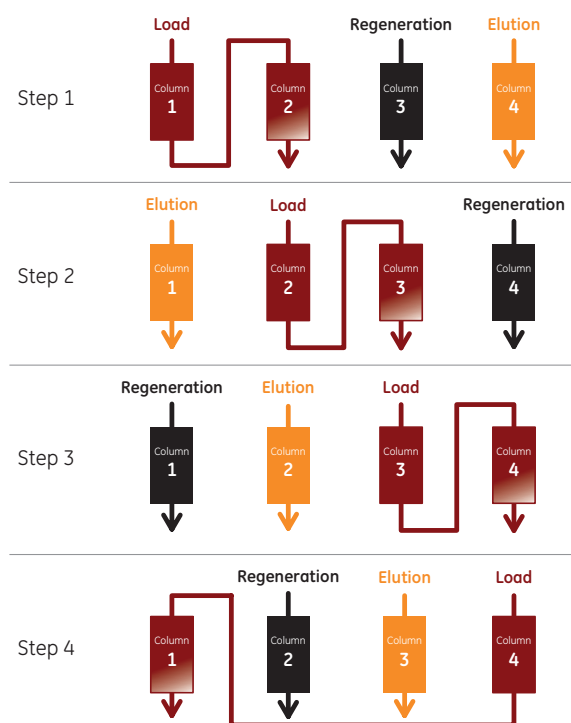 Load
Regeneration
Elution
Step 1
Column
1
Column
2
Column
3
Column
4
Elution
Load
Regeneration
Step 2
Column
1
Column
2
Column
3
Column
4
Regeneration
Elution
Load
Step 3
Column
1
Column
2
Column
3
Column
4
Regeneration
Elution
Load
Step 4
Column
1
Column
2
Column
3
Column
4